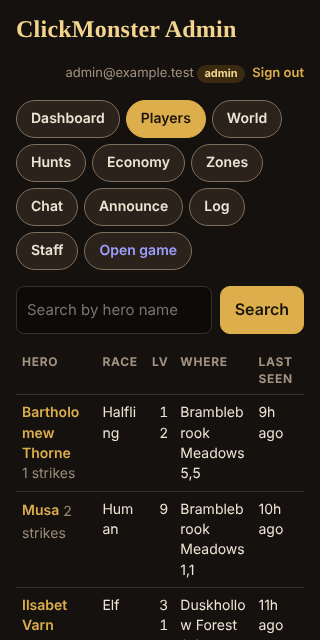 ClickMonster Admin
admin@example.test admin Sign out
Dashboard Players World
Hunts Economy Zones
Chat Announce Log
Staff Open game
Search by hero name Search
HERO RACE LV WHERE LAST
SEEN
Bartholo Halfli 1 Brambleb 9h
mew ng 2 rook ago
Thorne Meadows
1 strikes 5,5
Musa 2 Hum 9 Brambleb 10h
strikes an rook ago
Meadows
1,1
Ilsabet Elf 3 Duskhollo 11h
Varn 1 w Forest ago